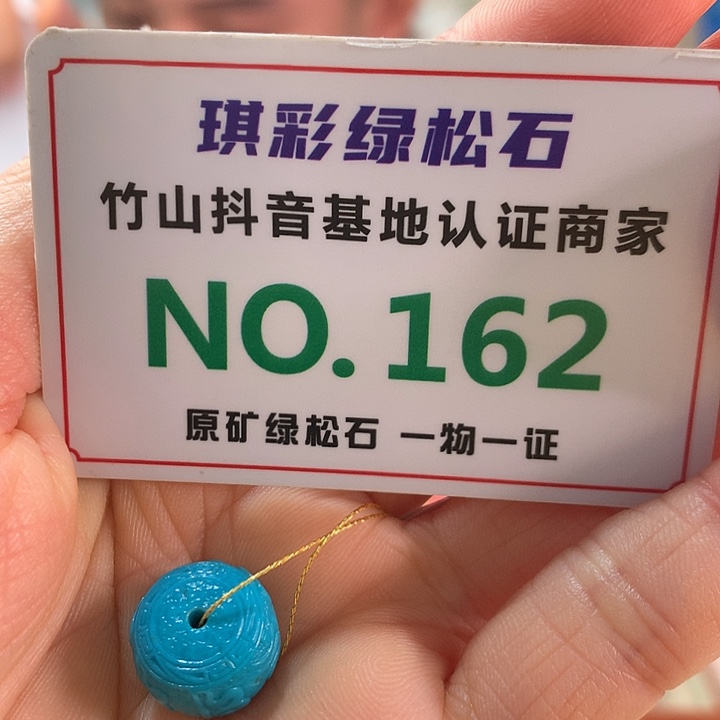 琪彩绿松石
竹山抖音基地认证商家
NO.162
原矿绿松石 一物一证